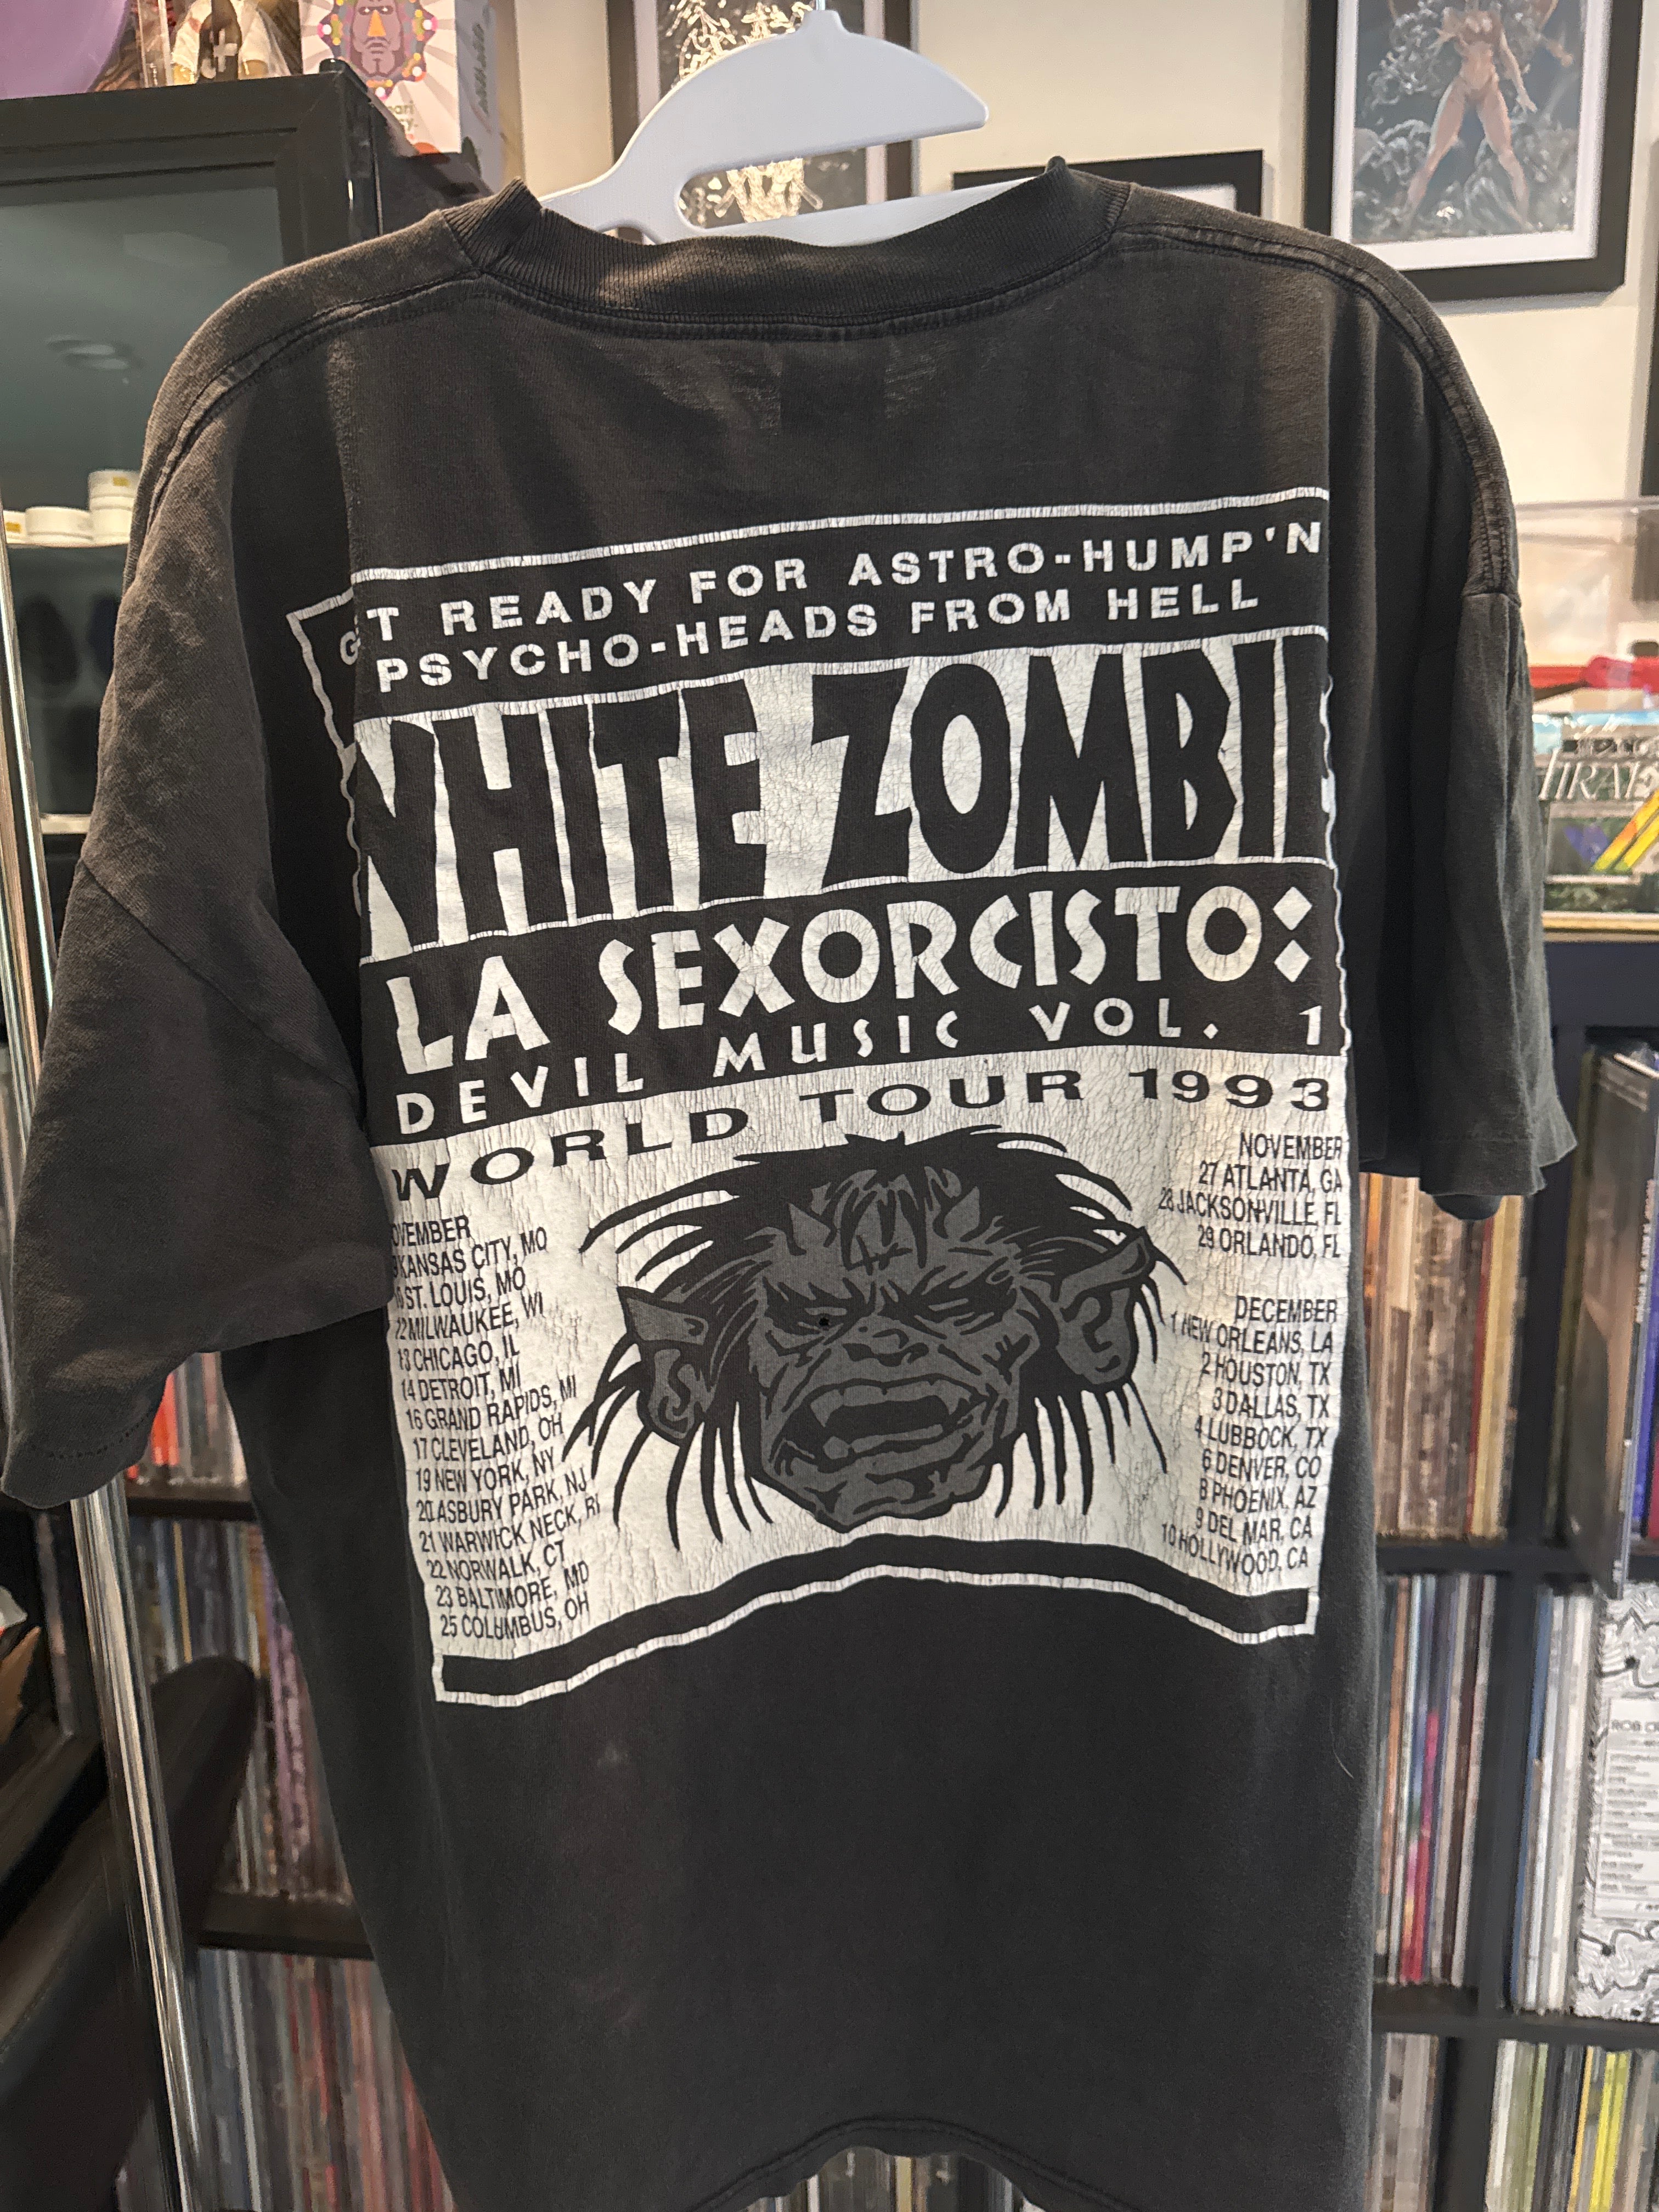 T READY FOR ASTRO-HUMP'N
PSYCHO-HEADS FROM HELL
WHITE ZOMBIE
LA SEXORCISTO:
DEVIL MUSIC VOL. 1
WORLD TOUR 1993
OVEMBER
KANSAS CITY, MO
ST. LOUIS, MO
12 MILWAUKEE, WI
13 CHICAGO, IL
14 DETROIT, MI
16 GRAND RAPIDS, MI
17 CLEVELAND, OH
19 NEW YORK, NY
20 ASBURY PARK, NJ
21 WARWICK NECK, RI
22 NORWALK, CT
23 BALTIMORE, MD
25 COLUMBUS, OH
NOVEMBER
27 ATLANTA, GA
28 JACKSONVILLE, FL
29 ORLANDO, FL
DECEMBER
1 NEW ORLEANS, LA
2 HOUSTON, TX
3 DALLAS, TX
4 LUBBOCK, TX
6 DENVER, CO
8 PHOENIX, AZ
9 DEL MAR, CA
10 HOLLYWOOD, CA